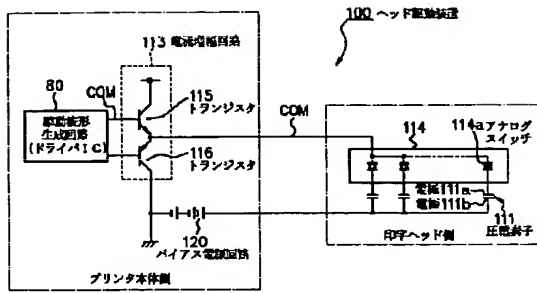 100 ヘッド駆動装置
113 電流増幅回路
80
COM
駆動波形
生成回路
(ドライバIC)
115
トランジスタ
116
トランジスタ
COM
114
114a アナログ
スイッチ
電極111a
電極111b
111
圧電素子
120
バイアス電源回路
プリンタ本体側
印字ヘッド側